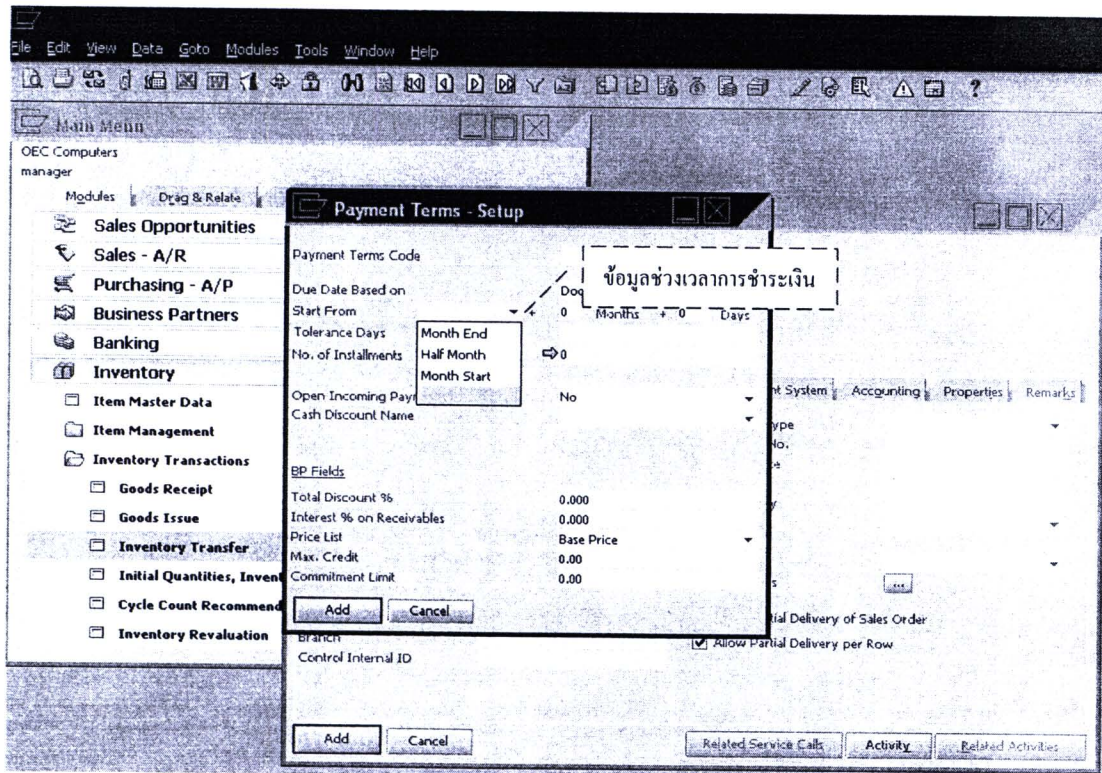 File Edit View Data Goto Modules Tools Window Help
Main Menu
OEC Computers
manager
Modules Drag & Relate
Sales Opportunities
Sales - A/R
Purchasing - A/P
Business Partners
Banking
Inventory
Item Master Data
Item Management
Inventory Transactions
Goods Receipt
Goods Issue
Inventory Transfer
Initial Quantities, Invent
Cycle Count Recommend
Inventory Revaluation
Payment Terms - Setup
Payment Terms Code
ข้อมูลช่วงเวลาการชำระเงิน
Due Date Based on Doc
Start From + 0 Months + 0 Days
Tolerance Days
Month End
No. of Installments 0
Half Month
Month Start
Open Incoming Pay No
Cash Discount Name
BP Fields
Total Discount % 0.000
Interest % on Receivables 0.000
Price List Base Price
Max. Credit 0.00
Commitment Limit 0.00
Add Cancel
nt System Accounting Properties Remarks
ype
No.
...
tial Delivery of Sales Order
Allow Partial Delivery per Row
Branch
Control Internal ID
Add Cancel
Related Service Calls Activity Related Activities